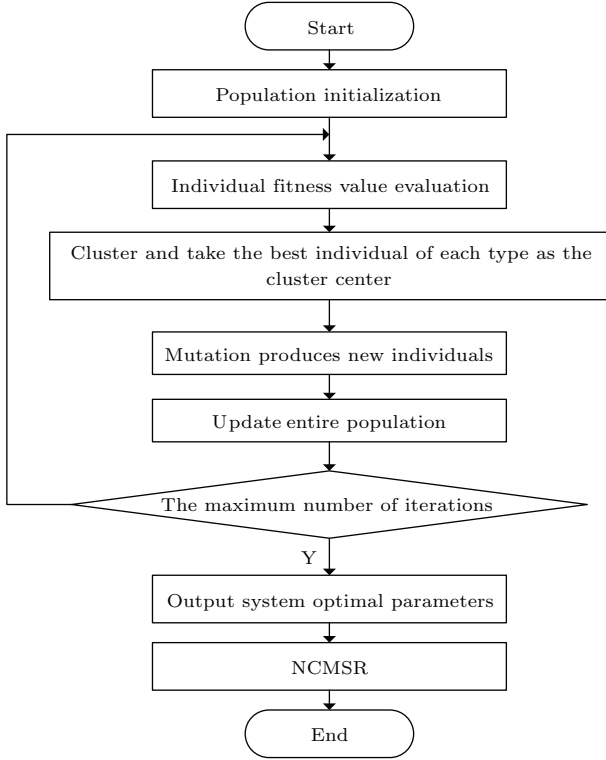 Start
Population initialization
Individual fitness value evaluation
Cluster and take the best individual of each type as the
cluster center
Mutation produces new individuals
Update entire population
The maximum number of iterations
Y
Output system optimal parameters
NCMSR
End